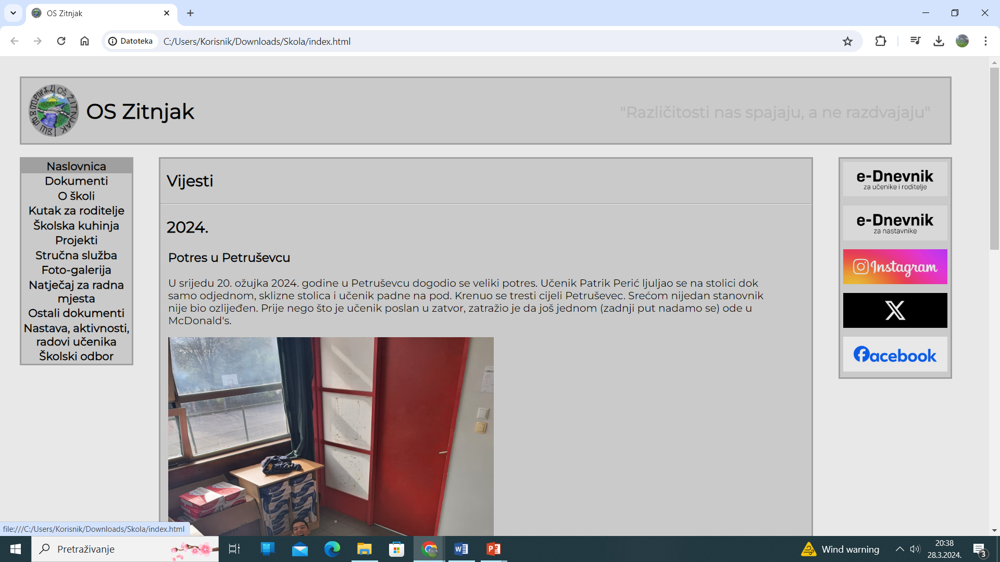 OS Zitnjak
Datoteka
C:/Users/Korisnik/Downloads/Skola/index.html
OŠ ŽITNJAK
OS Zitnjak
"Različitosti nas spajaju, a ne razdvajaju"
Naslovnica
Dokumenti
O školi
Kutak za roditelje
Školska kuhinja
Projekti
Stručna služba
Foto-galerija
Natječaj za radna
mjesta
Ostali dokumenti
Nastava, aktivnosti,
radovi učenika
Školski odbor
Vijesti
2024.
Potres u Petruševcu
U srijedu 20. ožujka 2024. godine u Petruševcu dogodio se veliki potres. Učenik Patrik Perić ljuljao se na stolici dok
samo odjednom, sklizne stolica i učenik padne na pod. Krenuo se tresti cijeli Petruševec. Srećom nijedan stanovnik
nije bio ozlijeđen. Prije nego što je učenik poslan u zatvor, zatražio je da još jednom (zadnji put nadamo se) ode u
McDonald's.
e-Dnevnik
za učenike i roditelje
e-Dnevnik
za nastavnike
Instagram
X
facebook
file:///C:/Users/Korisnik/Downloads/Skola/index.html
Pretraživanje
Wind warning
20:38
28.3.2024.
3